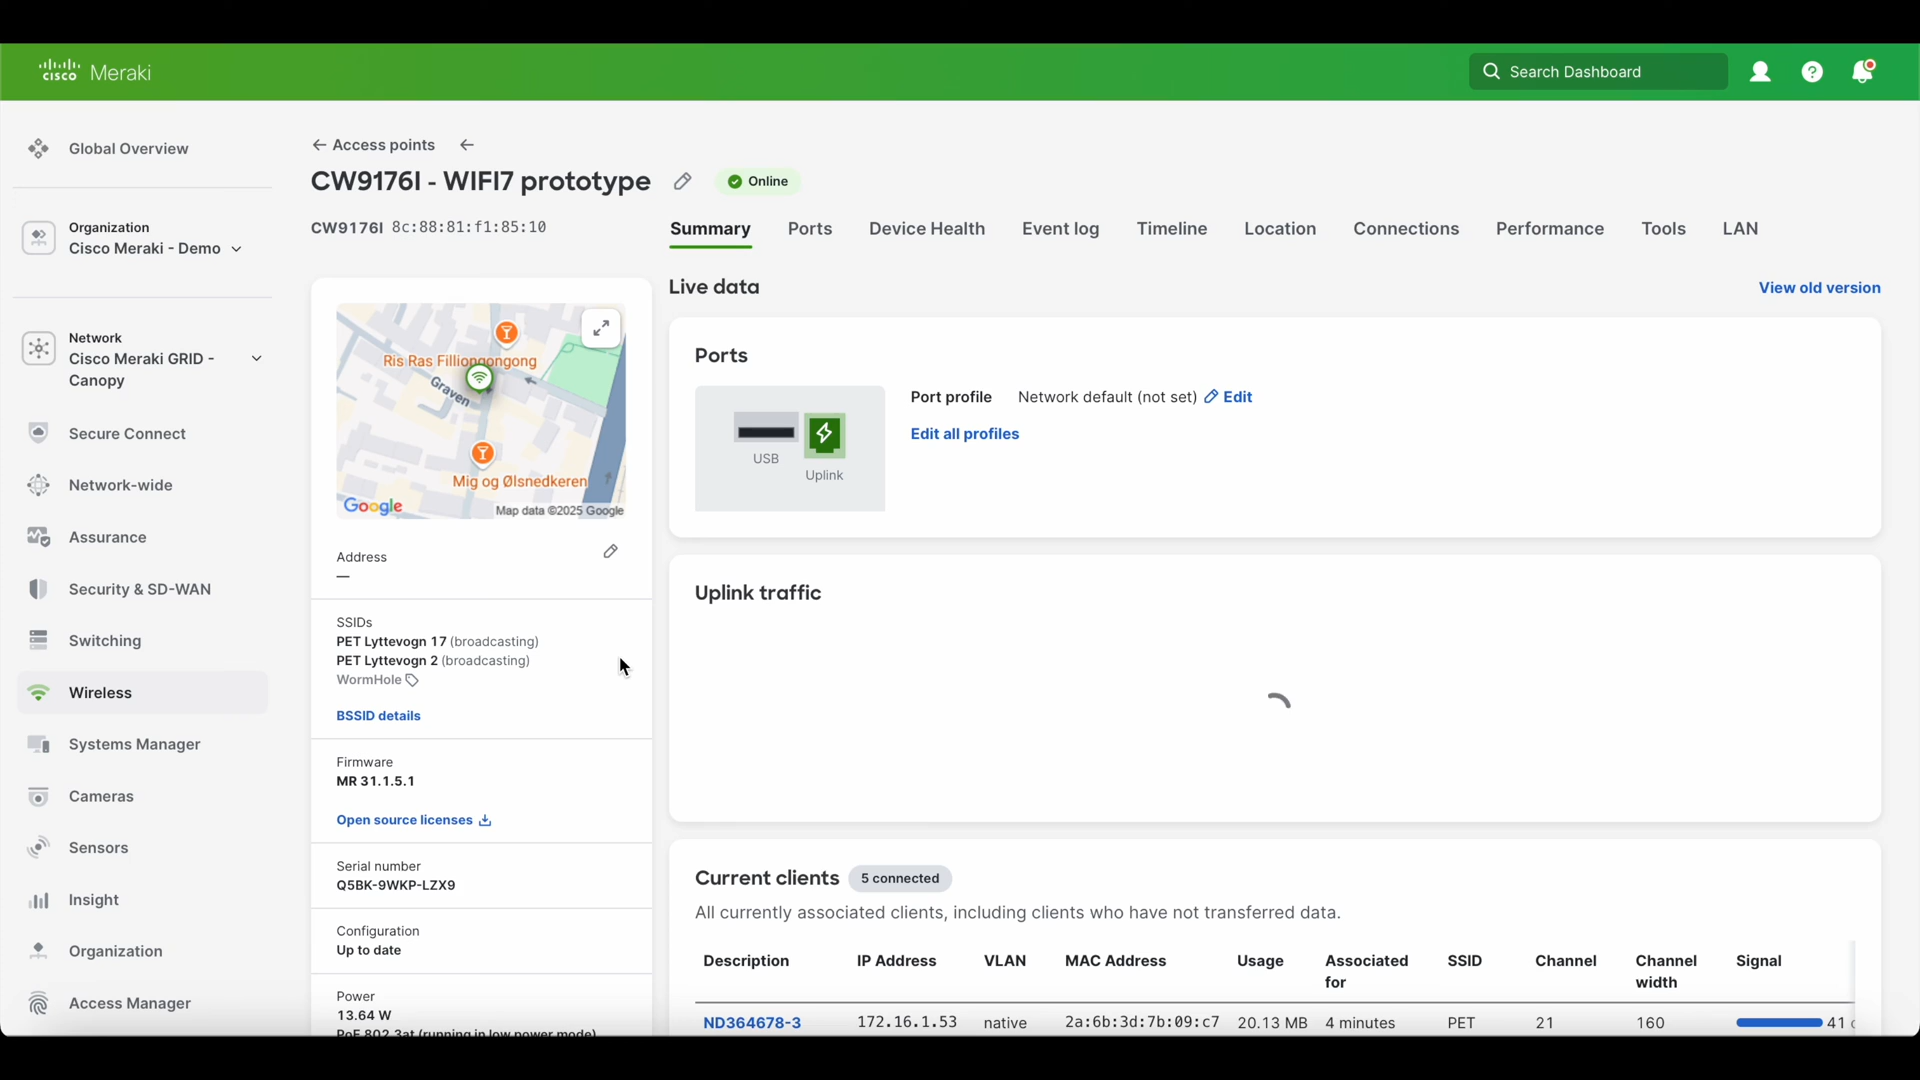 cisco Meraki
Search Dashboard
Global Overview
Organization
Cisco Meraki - Demo
Network
Cisco Meraki GRID -
Canopy
Secure Connect
Network-wide
Assurance
Security & SD-WAN
Switching
Wireless
Systems Manager
Cameras
Sensors
Insight
Organization
Access Manager
Access points
CW9176I - WIFI7 prototype
Online
CW9176I 8c:88:81:f1:85:10
Summary Ports Device Health Event log Timeline Location Connections Performance Tools LAN
Ris Ras Filliongongong
Graven
Mig og Ølsnedkeren
Google
Map data ©2025 Google
Address
—
SSIDs
PET Lyttevogn 17 (broadcasting)
PET Lyttevogn 2 (broadcasting)
WormHole
BSSID details
Firmware
MR 31.1.5.1
Open source licenses
Serial number
Q5BK-9WKP-LZX9
Configuration
Up to date
Power
13.64 W
PoE 802.3at (running in low power mode)
Live data
View old version
Ports
USB
Uplink
Port profile Network default (not set) Edit
Edit all profiles
Uplink traffic
Current clients 5 connected
All currently associated clients, including clients who have not transferred data.
Description IP Address VLAN MAC Address Usage Associated for SSID Channel Channel width Signal
ND364678-3 172.16.1.53 native 2a:6b:3d:7b:09:c7 20.13 MB 4 minutes PET 21 160 41